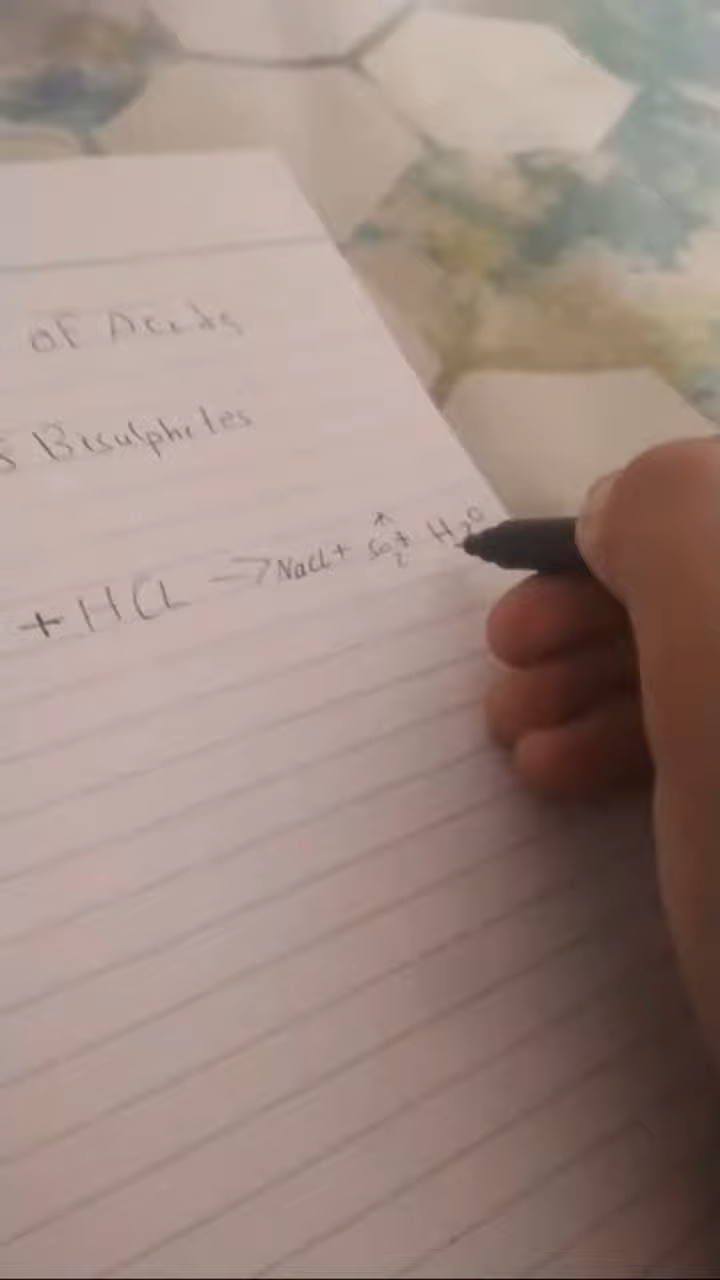 of Acids
s Bisulphites
+ HCL → NaCl + SO₂↑ + H₂O